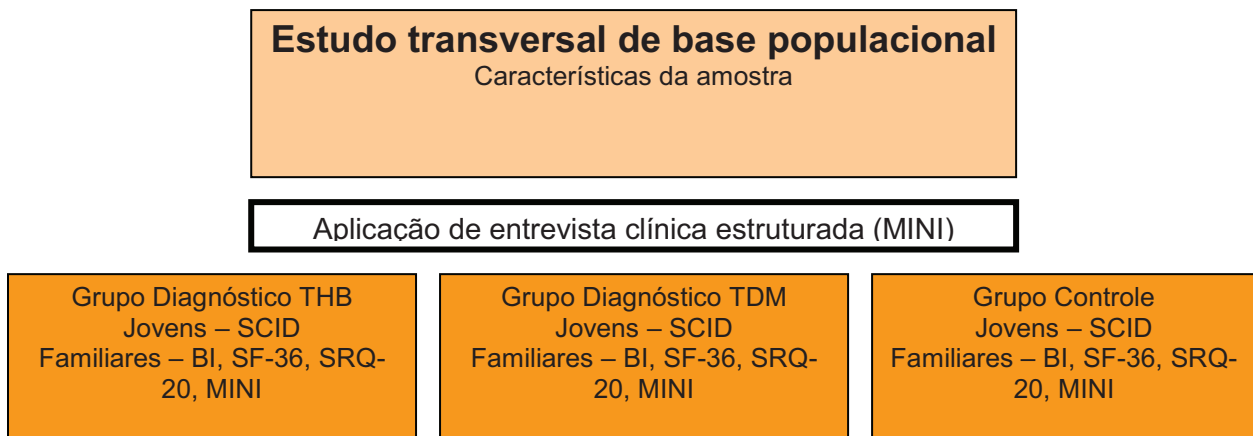 Estudo transversal de base populacional
Características da amostra
Aplicação de entrevista clínica estruturada (MINI)
Grupo Diagnóstico THB
Jovens – SCID
Familiares – BI, SF-36, SRQ-
20, MINI
Grupo Diagnóstico TDM
Jovens – SCID
Familiares – BI, SF-36, SRQ-
20, MINI
Grupo Controle
Jovens – SCID
Familiares – BI, SF-36, SRQ-
20, MINI